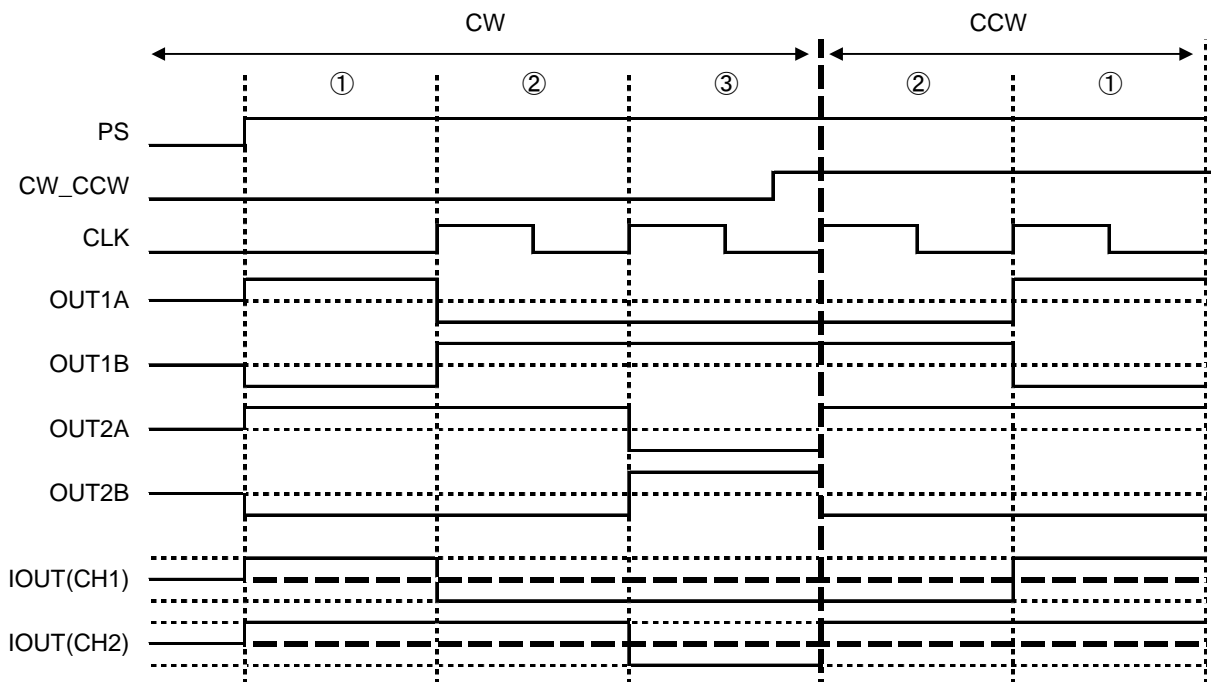 CW CCW
① ② ③ ② ①
PS
CW_CCW
CLK
OUT1A
OUT1B
OUT2A
OUT2B
IOUT(CH1)
IOUT(CH2)